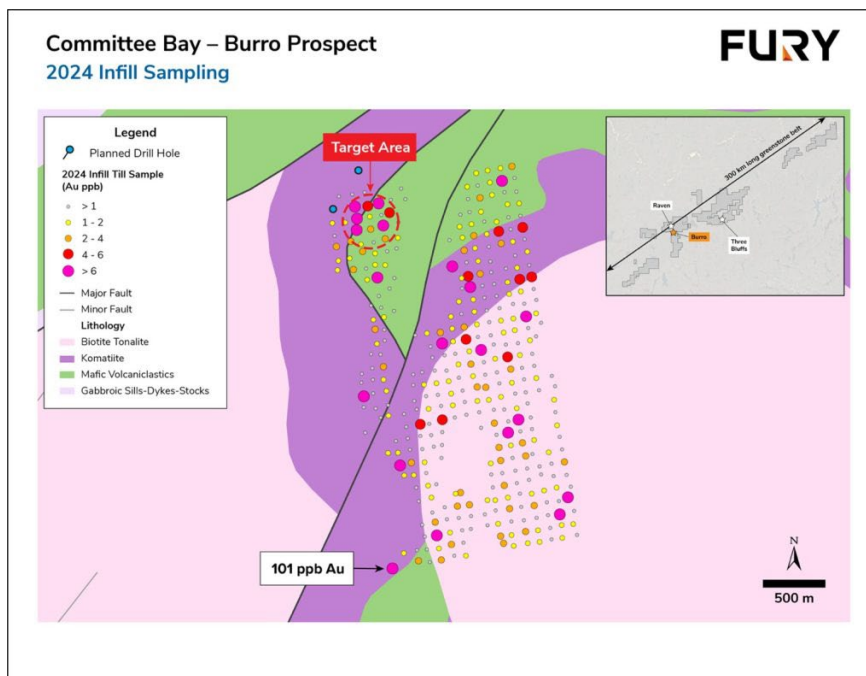 Committee Bay – Burro Prospect
2024 Infill Sampling
FURY
Legend
Planned Drill Hole
2024 Infill Till Sample
(Au ppb)
> 1
1 - 2
2 - 4
4 - 6
> 6
Major Fault
Minor Fault
Lithology
Biotite Tonalite
Komatiite
Mafic Volcaniclastics
Gabbroic Sills-Dykes-Stocks
Target Area
300 km long greenstone belt
Raven
Burro
Three
Bluffs
101 ppb Au
N
500 m